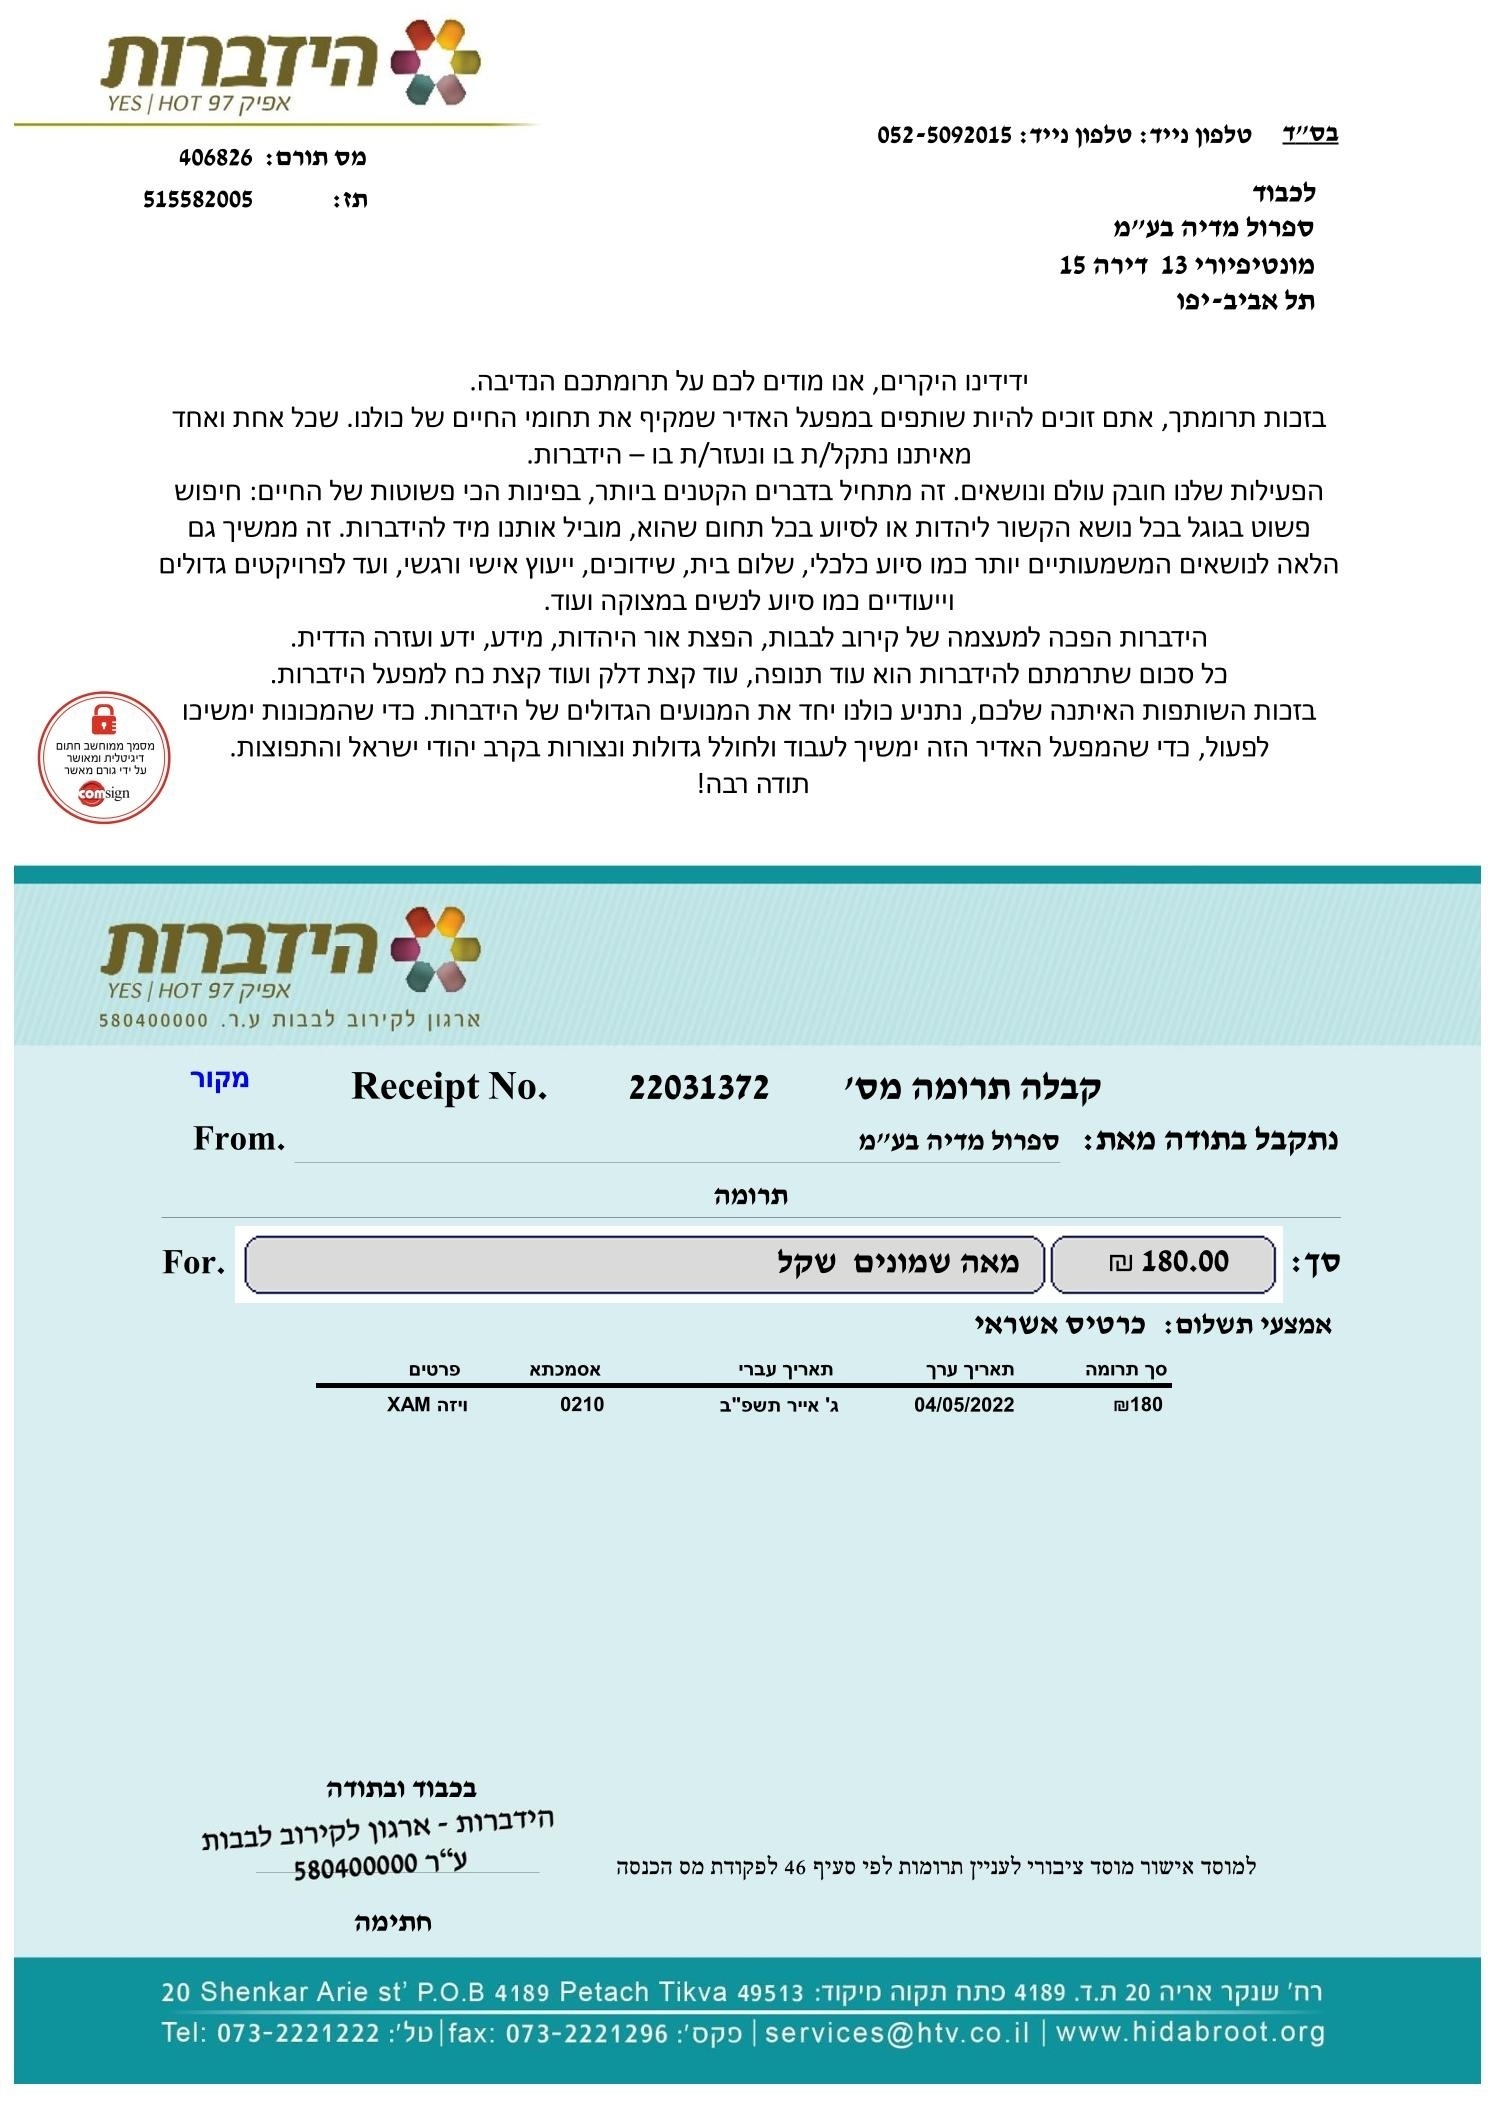 הידברות
אפיק 97 YES | HOT
בס״ד טלפון נייד: טלפון נייד: 052-5092015
מס תורם: 406826
תז: 515582005
לכבוד
ספרול מדיה בע״מ
מונטיפיורי 13 דירה 15
תל אביב-יפו
ידידינו היקרים, אנו מודים לכם על תרומתכם הנדיבה.
בזכות תרומתך, אתם זוכים להיות שותפים במפעל האדיר שמקיף את תחומי החיים של כולנו. שכל אחת ואחד
מאיתנו נתקל/ת בו ונעזר/ת בו – הידברות.
הפעילות שלנו חובק עולם ונושאים. זה מתחיל בדברים הקטנים ביותר, בפינות הכי פשוטות של החיים: חיפוש
פשוט בגוגל בכל נושא הקשור ליהדות או לסיוע בכל תחום שהוא, מוביל אותנו מיד להידברות. זה ממשיך גם
הלאה לנושאים המשמעותיים יותר כמו סיוע כלכלי, שלום בית, שידוכים, ייעוץ אישי ורגשי, ועד לפרויקטים גדולים
וייעודיים כמו סיוע לנשים במצוקה ועוד.
הידברות הפכה למעצמה של קירוב לבבות, הפצת אור היהדות, מידע, ידע ועזרה הדדית.
כל סכום שתרמתם להידברות הוא עוד תנופה, עוד קצת דלק ועוד קצת כח למפעל הידברות.
בזכות השותפות האיתנה שלכם, נתניע כולנו יחד את המנועים הגדולים של הידברות. כדי שהמכונות ימשיכו
לפעול, כדי שהמפעל האדיר הזה ימשיך לעבוד ולחולל גדולות ונצורות בקרב יהודי ישראל והתפוצות.
תודה רבה!
מסמך ממוחשב חתום
דיגיטלית ומאושר
על ידי גורם מאשר
comsign
הידברות
אפיק 97 YES | HOT
ארגון לקירוב לבבות ע.ר. 580400000
קבלה תרומה מס׳ 22031372 Receipt No. מקור
נתקבל בתודה מאת: ספרול מדיה בע״מ From.
תרומה
סך: 180.00 ₪ מאה שמונים שקל For.
אמצעי תשלום: כרטיס אשראי
סך תרומה תאריך ערך תאריך עברי אסמכתא פרטים
₪180 04/05/2022 ג' אייר תשפ"ב 0210 ויזה XAM
בכבוד ובתודה
הידברות - ארגון לקירוב לבבות
ע“ר 580400000
למוסד אישור מוסד ציבורי לעניין תרומות לפי סעיף 46 לפקודת מס הכנסה
חתימה
רח׳ שנקר אריה 20 ת.ד. 4189 פתח תקוה מיקוד: 20 Shenkar Arie st’ P.O.B 4189 Petach Tikva 49513
Tel: 073-2221222 :׳טל | fax: 073-2221296 :׳פקס | services@htv.co.il | www.hidabroot.org